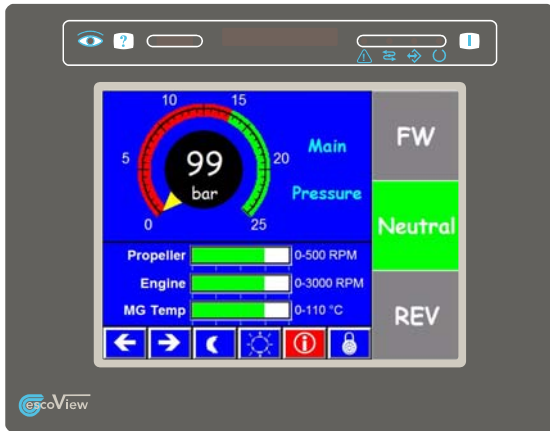 ?
10 15
5 99 20
bar
0 25
Main
Pressure
FW
Neutral
REV
Propeller 0-500 RPM
Engine 0-3000 RPM
MG Temp 0-110 °C
i
escoView